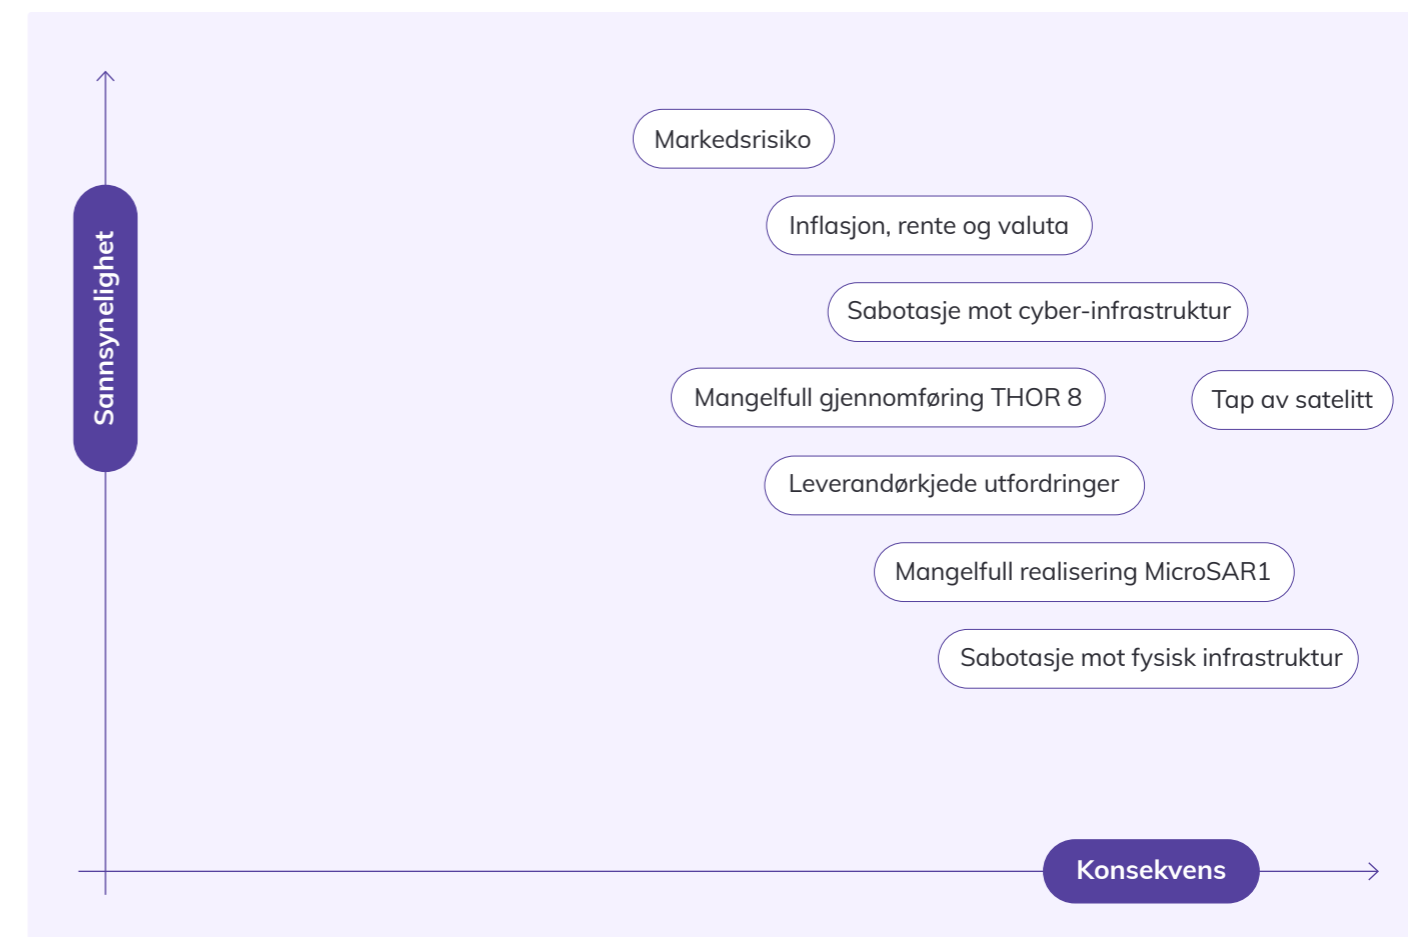 Markedsrisiko
Inflasjon, rente og valuta
Sannsynelighet
Sabotasje mot cyber-infrastruktur
Mangelfull gjennomføring THOR 8
Tap av satelitt
Leverandørkjede utfordringer
Mangelfull realisering MicroSAR1
Sabotasje mot fysisk infrastruktur
Konsekvens